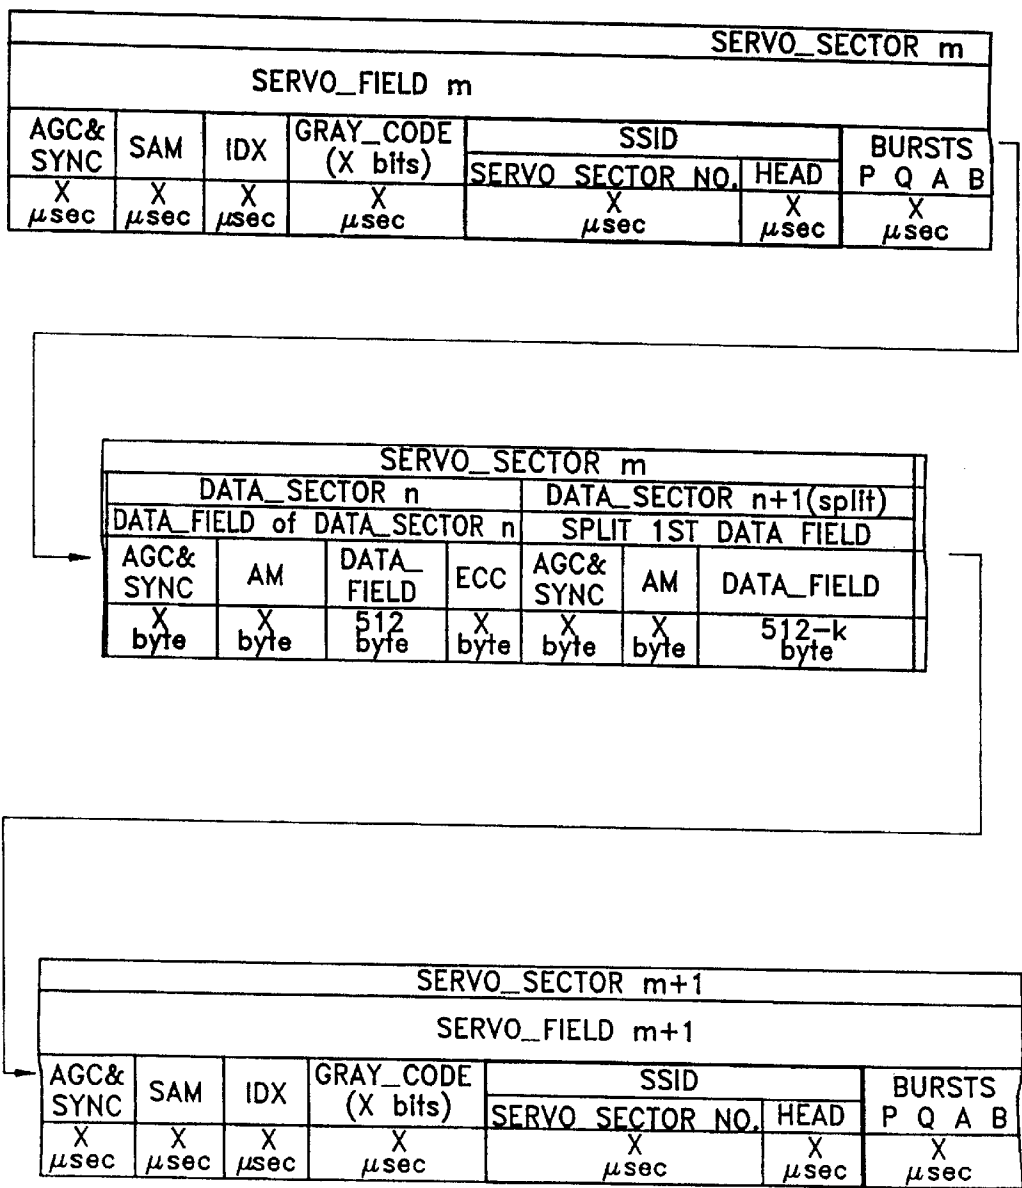 SERVO_SECTOR m
SERVO_FIELD m
AGC& SYNC SAM IDX GRAY_CODE (X bits) SSID BURSTS
SERVO SECTOR NO. HEAD P Q A B
X μsec X μsec X μsec X μsec X μsec X μsec X μsec
SERVO_SECTOR m
DATA_SECTOR n DATA_SECTOR n+1(split)
DATA_FIELD of DATA_SECTOR n SPLIT 1ST DATA FIELD
AGC& SYNC AM DATA_ FIELD ECC AGC& SYNC AM DATA_FIELD
X byte X byte 512 byte X byte X byte X byte 512-k byte
SERVO_SECTOR m+1
SERVO_FIELD m+1
AGC& SYNC SAM IDX GRAY_CODE (X bits) SSID BURSTS
SERVO SECTOR NO. HEAD P Q A B
X μsec X μsec X μsec X μsec X μsec X μsec X μsec